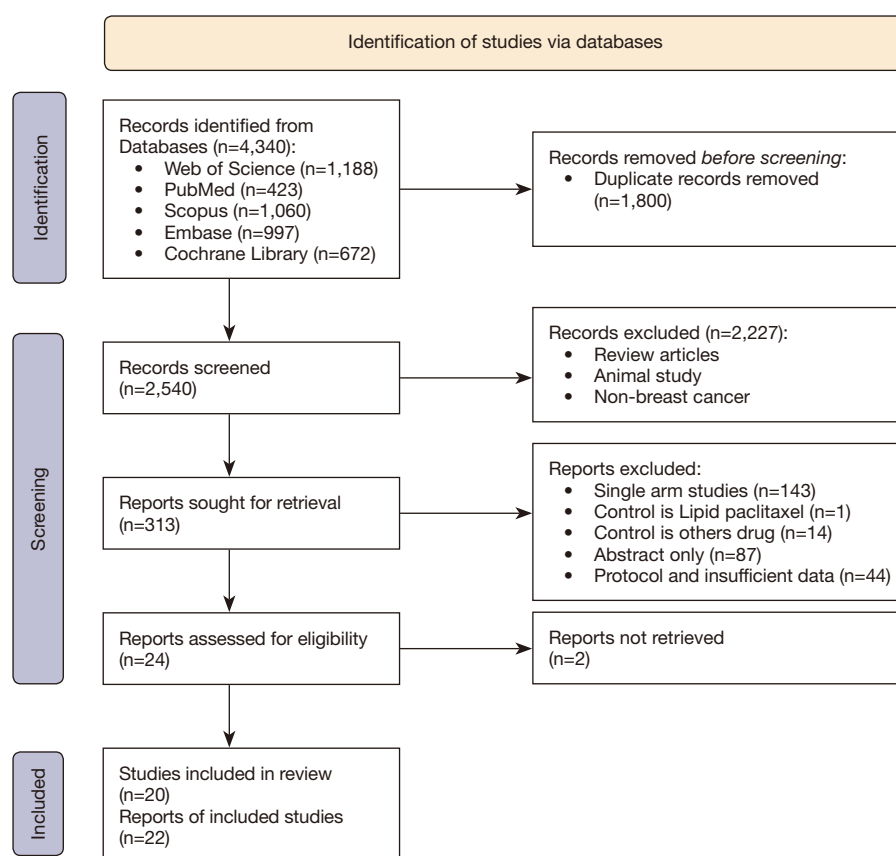 Identification of studies via databases
Identification
Records identified from
Databases (n=4,340):
• Web of Science (n=1,188)
• PubMed (n=423)
• Scopus (n=1,060)
• Embase (n=997)
• Cochrane Library (n=672)
Records removed before screening:
• Duplicate records removed
(n=1,800)
Screening
Records screened
(n=2,540)
Records excluded (n=2,227):
• Review articles
• Animal study
• Non-breast cancer
Reports sought for retrieval
(n=313)
Reports excluded:
• Single arm studies (n=143)
• Control is Lipid paclitaxel (n=1)
• Control is others drug (n=14)
• Abstract only (n=87)
• Protocol and insufficient data (n=44)
Reports assessed for eligibility
(n=24)
Reports not retrieved
(n=2)
Included
Studies included in review
(n=20)
Reports of included studies
(n=22)